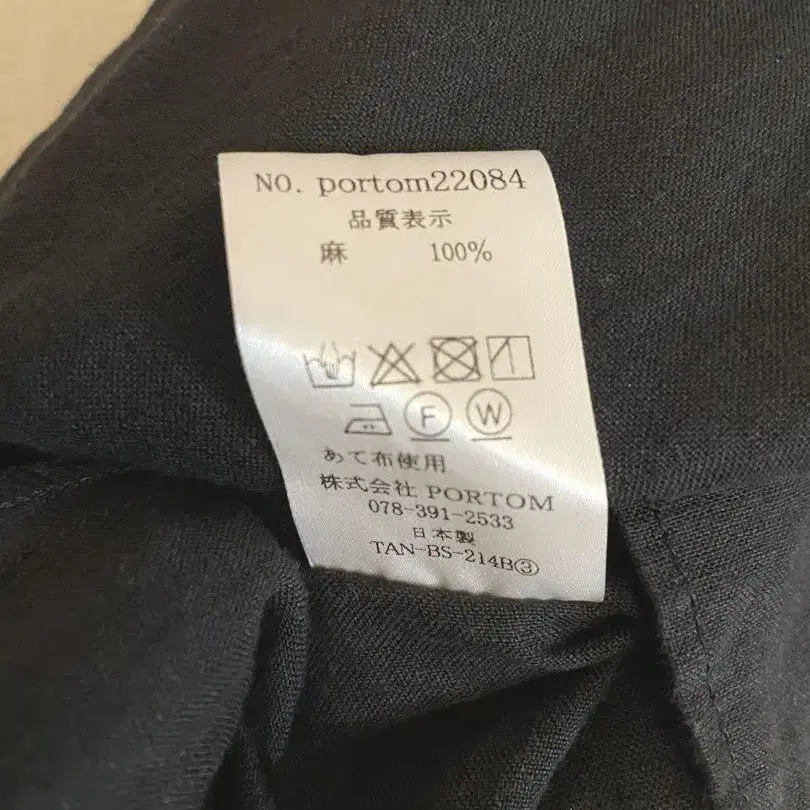 NO. portom22084
品質表示
麻 100%
F W
あて布使用
株式会社 PORTOM
078-391-2533
日本製
TAN-BS-214B③